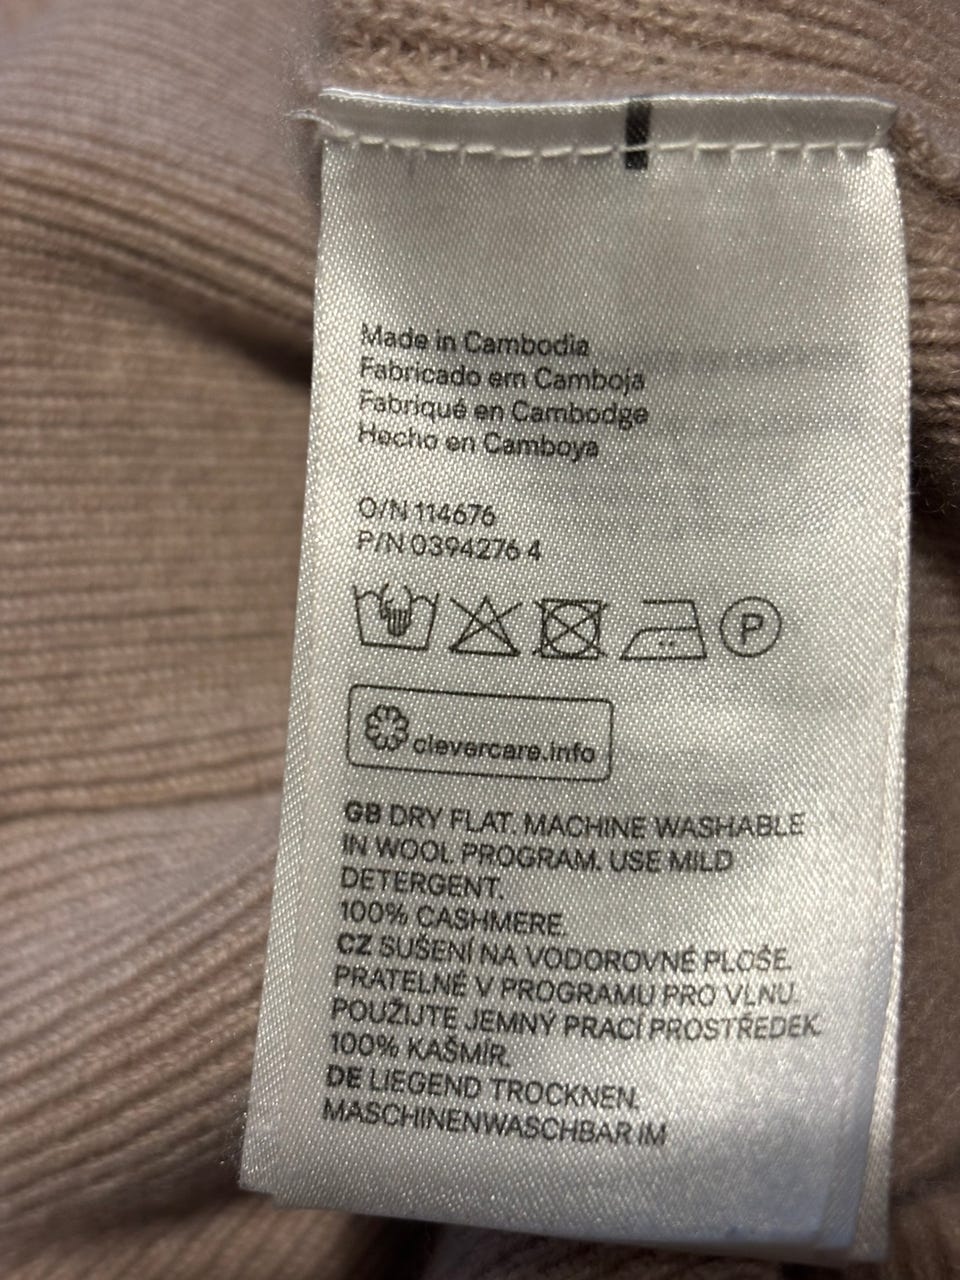 Made in Cambodia
Fabricado em Camboja
Fabriqué en Cambodge
Hecho en Camboya
O/N 114676
P/N 0394276 4
P
clevercare.info
GB DRY FLAT. MACHINE WASHABLE
IN WOOL PROGRAM. USE MILD
DETERGENT.
100% CASHMERE.
CZ SUŠENÍ NA VODOROVNÉ PLOŠE.
PRATELNÉ V PROGRAMU PRO VLNU.
POUŽIJTE JEMNÝ PRACÍ PROSTŘEDEK.
100% KAŠMÍR.
DE LIEGEND TROCKNEN.
MASCHINENWASCHBAR IM